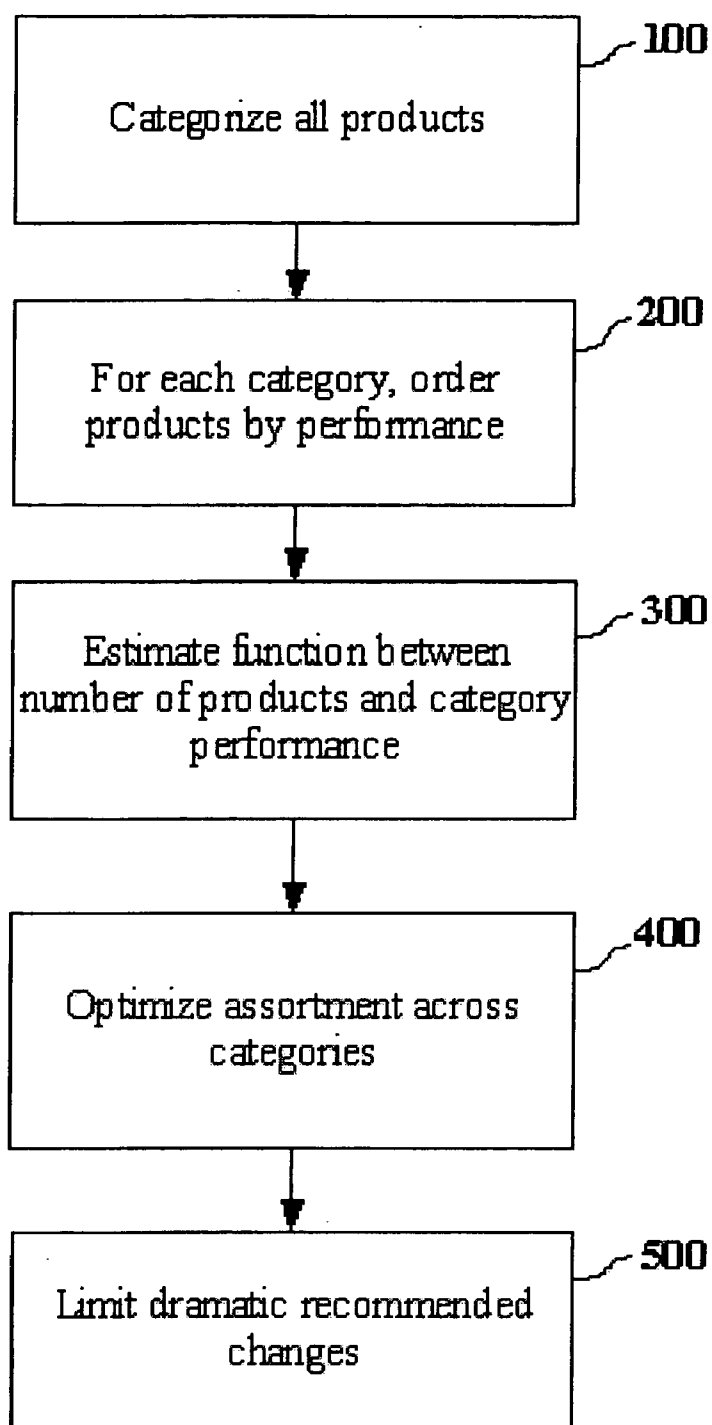 100
Categorize all products
200
For each category, order
products by performance
300
Estimate function between
number of products and category
performance
400
Optimize assortment across
categories
500
Limit dramatic recommended
changes